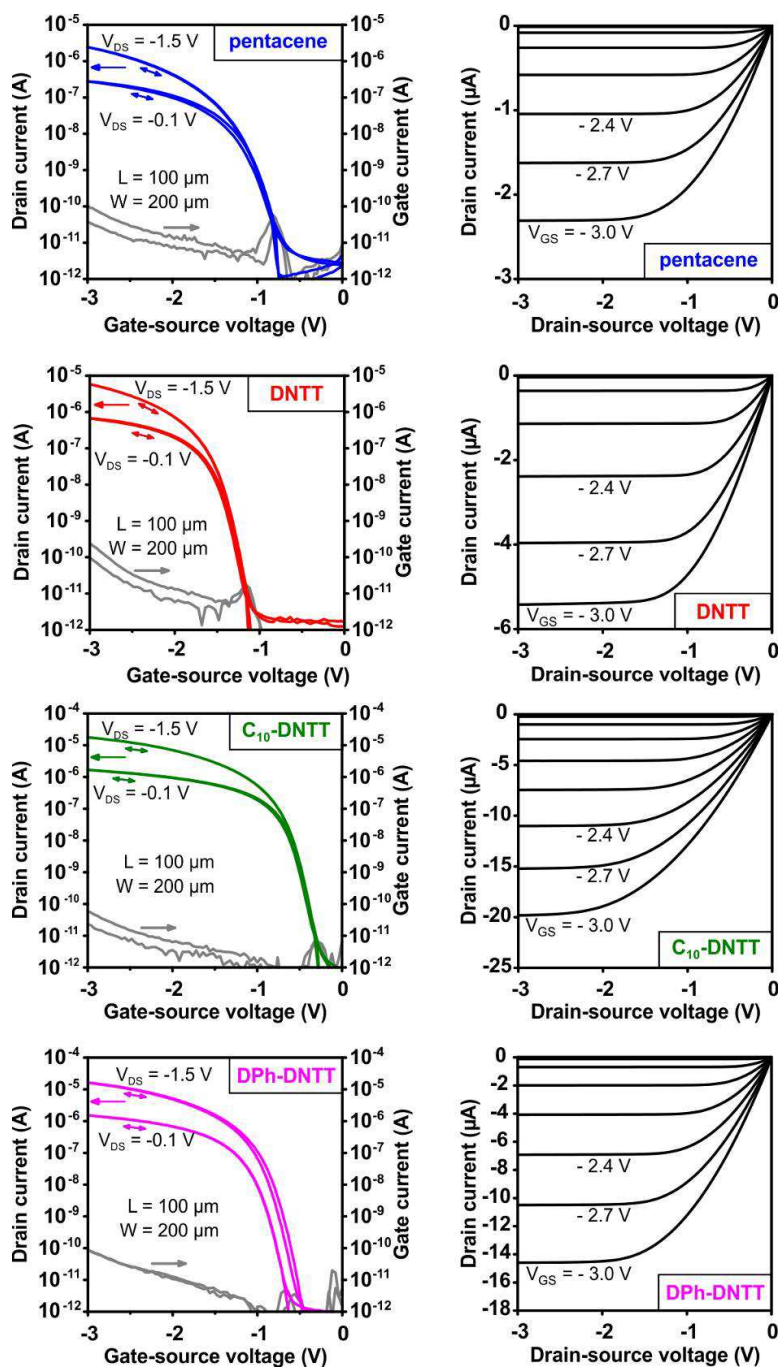 10⁻⁵
10⁻⁶
10⁻⁷
10⁻⁸
10⁻⁹
10⁻¹⁰
10⁻¹¹
10⁻¹²
Drain current (A)
V_DS = -1.5 V
pentacene
V_DS = -0.1 V
L = 100 µm
W = 200 µm
10⁻⁵
10⁻⁶
10⁻⁷
10⁻⁸
10⁻⁹
10⁻¹⁰
10⁻¹¹
10⁻¹²
Gate current (A)
-3 -2 -1 0
Gate-source voltage (V)
0
-1
-2
-3
Drain current (µA)
- 2.4 V
- 2.7 V
V_GS = - 3.0 V
pentacene
-3 -2 -1 0
Drain-source voltage (V)
10⁻⁵
10⁻⁶
10⁻⁷
10⁻⁸
10⁻⁹
10⁻¹⁰
10⁻¹¹
10⁻¹²
Drain current (A)
V_DS = -1.5 V
DNTT
V_DS = -0.1 V
L = 100 µm
W = 200 µm
10⁻⁵
10⁻⁶
10⁻⁷
10⁻⁸
10⁻⁹
10⁻¹⁰
10⁻¹¹
10⁻¹²
Gate current (A)
-3 -2 -1 0
Gate-source voltage (V)
0
-2
-4
-6
Drain current (µA)
- 2.4 V
- 2.7 V
V_GS = - 3.0 V
DNTT
-3 -2 -1 0
Drain-source voltage (V)
10⁻⁴
10⁻⁵
10⁻⁶
10⁻⁷
10⁻⁸
10⁻⁹
10⁻¹⁰
10⁻¹¹
10⁻¹²
Drain current (A)
V_DS = -1.5 V
C₁₀-DNTT
V_DS = -0.1 V
L = 100 µm
W = 200 µm
10⁻⁴
10⁻⁵
10⁻⁶
10⁻⁷
10⁻⁸
10⁻⁹
10⁻¹⁰
10⁻¹¹
10⁻¹²
Gate current (A)
-3 -2 -1 0
Gate-source voltage (V)
0
-5
-10
-15
-20
-25
Drain current (µA)
- 2.4 V
- 2.7 V
V_GS = - 3.0 V
C₁₀-DNTT
-3 -2 -1 0
Drain-source voltage (V)
10⁻⁴
10⁻⁵
10⁻⁶
10⁻⁷
10⁻⁸
10⁻⁹
10⁻¹⁰
10⁻¹¹
10⁻¹²
Drain current (A)
V_DS = -1.5 V
DPh-DNTT
V_DS = -0.1 V
L = 100 µm
W = 200 µm
10⁻⁴
10⁻⁵
10⁻⁶
10⁻⁷
10⁻⁸
10⁻⁹
10⁻¹⁰
10⁻¹¹
10⁻¹²
Gate current (A)
-3 -2 -1 0
Gate-source voltage (V)
0
-2
-4
-6
-8
-10
-12
-14
-16
-18
Drain current (µA)
- 2.4 V
- 2.7 V
V_GS = - 3.0 V
DPh-DNTT
-3 -2 -1 0
Drain-source voltage (V)